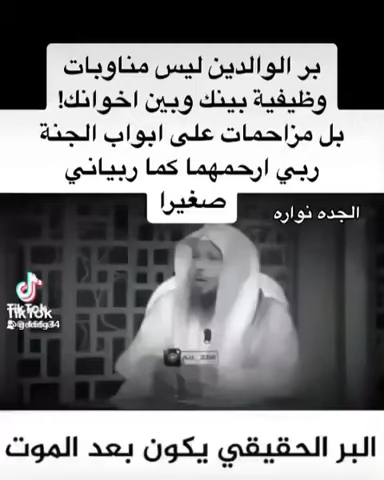 بر الوالدين ليس مناوبات
وظيفية بينك وبين اخوانك!
بل مزاحمات على ابواب الجنة
ربي ارحمهما كما ربياني
صغيرا
الجده نواره
TikTok
البر الحقيقي يكون بعد الموت